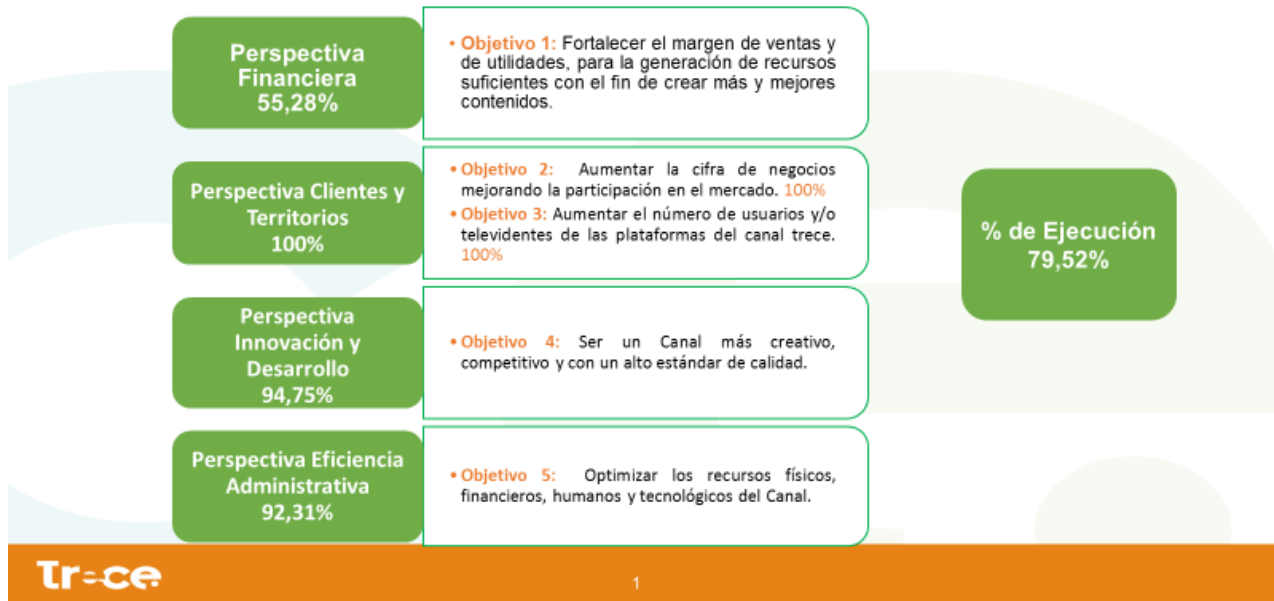 Perspectiva
Financiera
55,28%
• Objetivo 1: Fortalecer el margen de ventas y
de utilidades, para la generación de recursos
suficientes con el fin de crear más y mejores
contenidos.
Perspectiva Clientes y
Territorios
100%
• Objetivo 2: Aumentar la cifra de negocios
mejorando la participación en el mercado. 100%
• Objetivo 3: Aumentar el número de usuarios y/o
televidentes de las plataformas del canal trece.
100%
Perspectiva
Innovación y
Desarrollo
94,75%
• Objetivo 4: Ser un Canal más creativo,
competitivo y con un alto estándar de calidad.
Perspectiva Eficiencia
Administrativa
92,31%
• Objetivo 5: Optimizar los recursos físicos,
financieros, humanos y tecnológicos del Canal.
% de Ejecución
79,52%
Trece
1